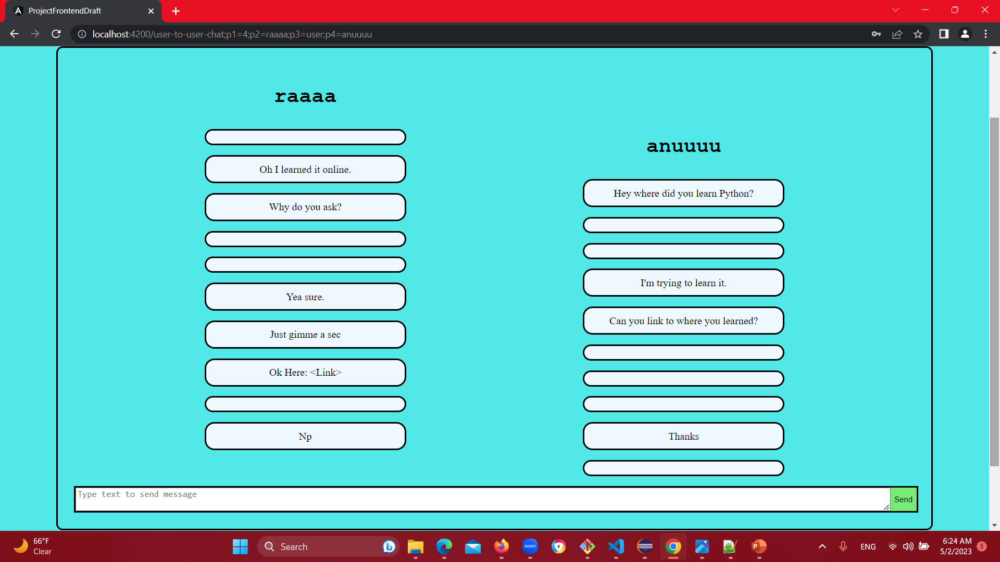 ProjectFrontendDraft
localhost:4200/user-to-user-chat;p1=4;p2=raaaa;p3=user;p4=anuuuu
raaaa
Oh I learned it online.
Why do you ask?
Yea sure.
Just gimme a sec
Ok Here: <Link>
Np
anuuuu
Hey where did you learn Python?
I'm trying to learn it.
Can you link to where you learned?
Thanks
Type text to send message
Send
66°F
Clear
Search
zoom
ENG
6:24 AM
5/2/2023
5